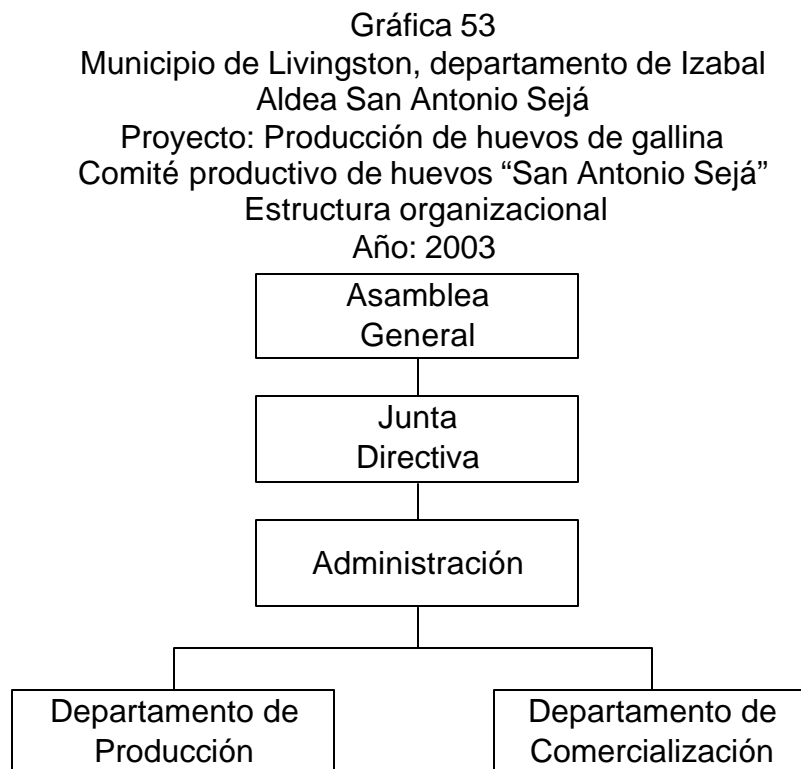 Gráfica 53
Municipio de Livingston, departamento de Izabal
Aldea San Antonio Sejá
Proyecto: Producción de huevos de gallina
Comité productivo de huevos “San Antonio Sejá”
Estructura organizacional
Año: 2003
Asamblea
General
Junta
Directiva
Administración
Departamento de
Producción
Departamento de
Comercialización